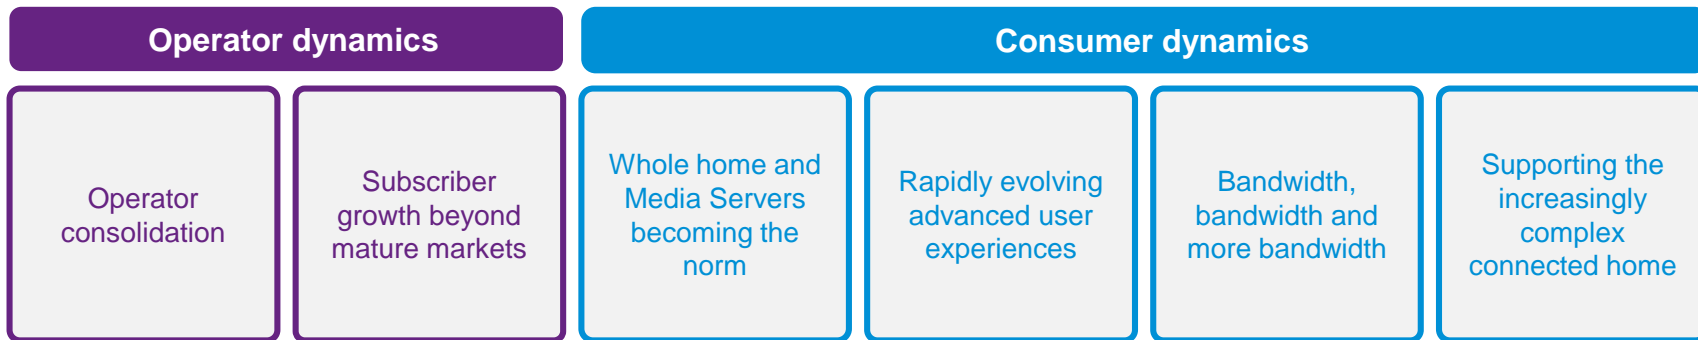 Operator dynamics
Consumer dynamics
Operator
consolidation
Subscriber
growth beyond
mature markets
Whole home and
Media Servers
becoming the
norm
Rapidly evolving
advanced user
experiences
Bandwidth,
bandwidth and
more bandwidth
Supporting the
increasingly
complex
connected home